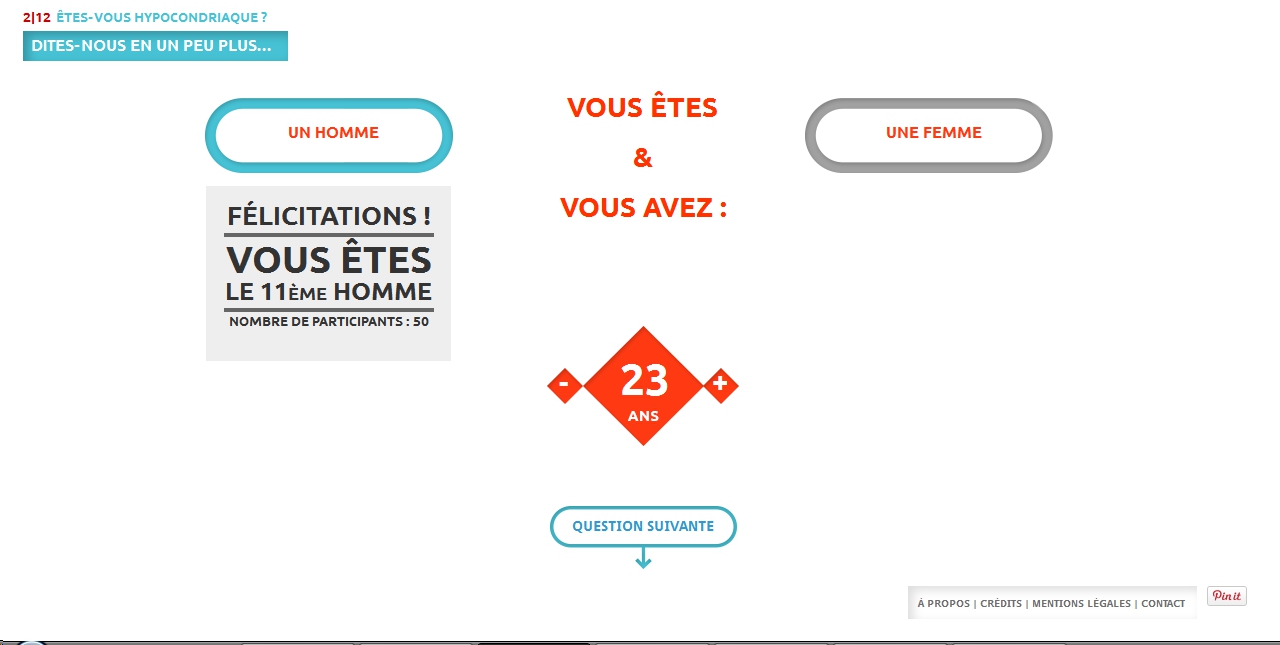 2|12 ÊTES-VOUS HYPOCONDRIAQUE ?
DITES-NOUS EN UN PEU PLUS...
UN HOMME
VOUS ÊTES
&
VOUS AVEZ :
UNE FEMME
FÉLICITATIONS !
VOUS ÊTES
LE 11ÈME HOMME
NOMBRE DE PARTICIPANTS : 50
- 23 +
ANS
QUESTION SUIVANTE
À PROPOS | CRÉDITS | MENTIONS LÉGALES | CONTACT
Pin it